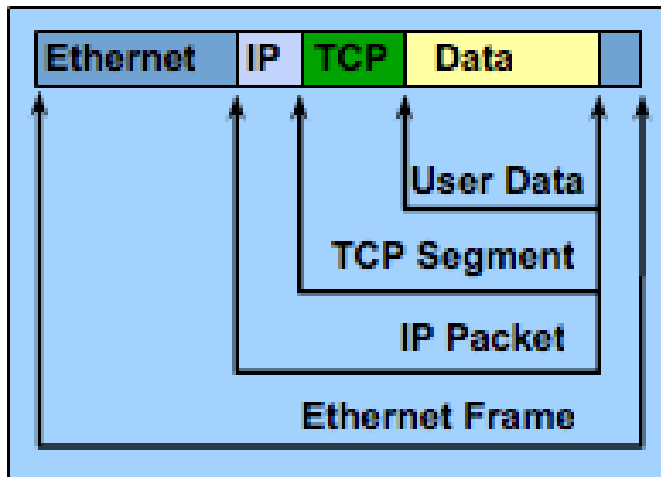 Ethernet IP TCP Data
User Data
TCP Segment
IP Packet
Ethernet Frame